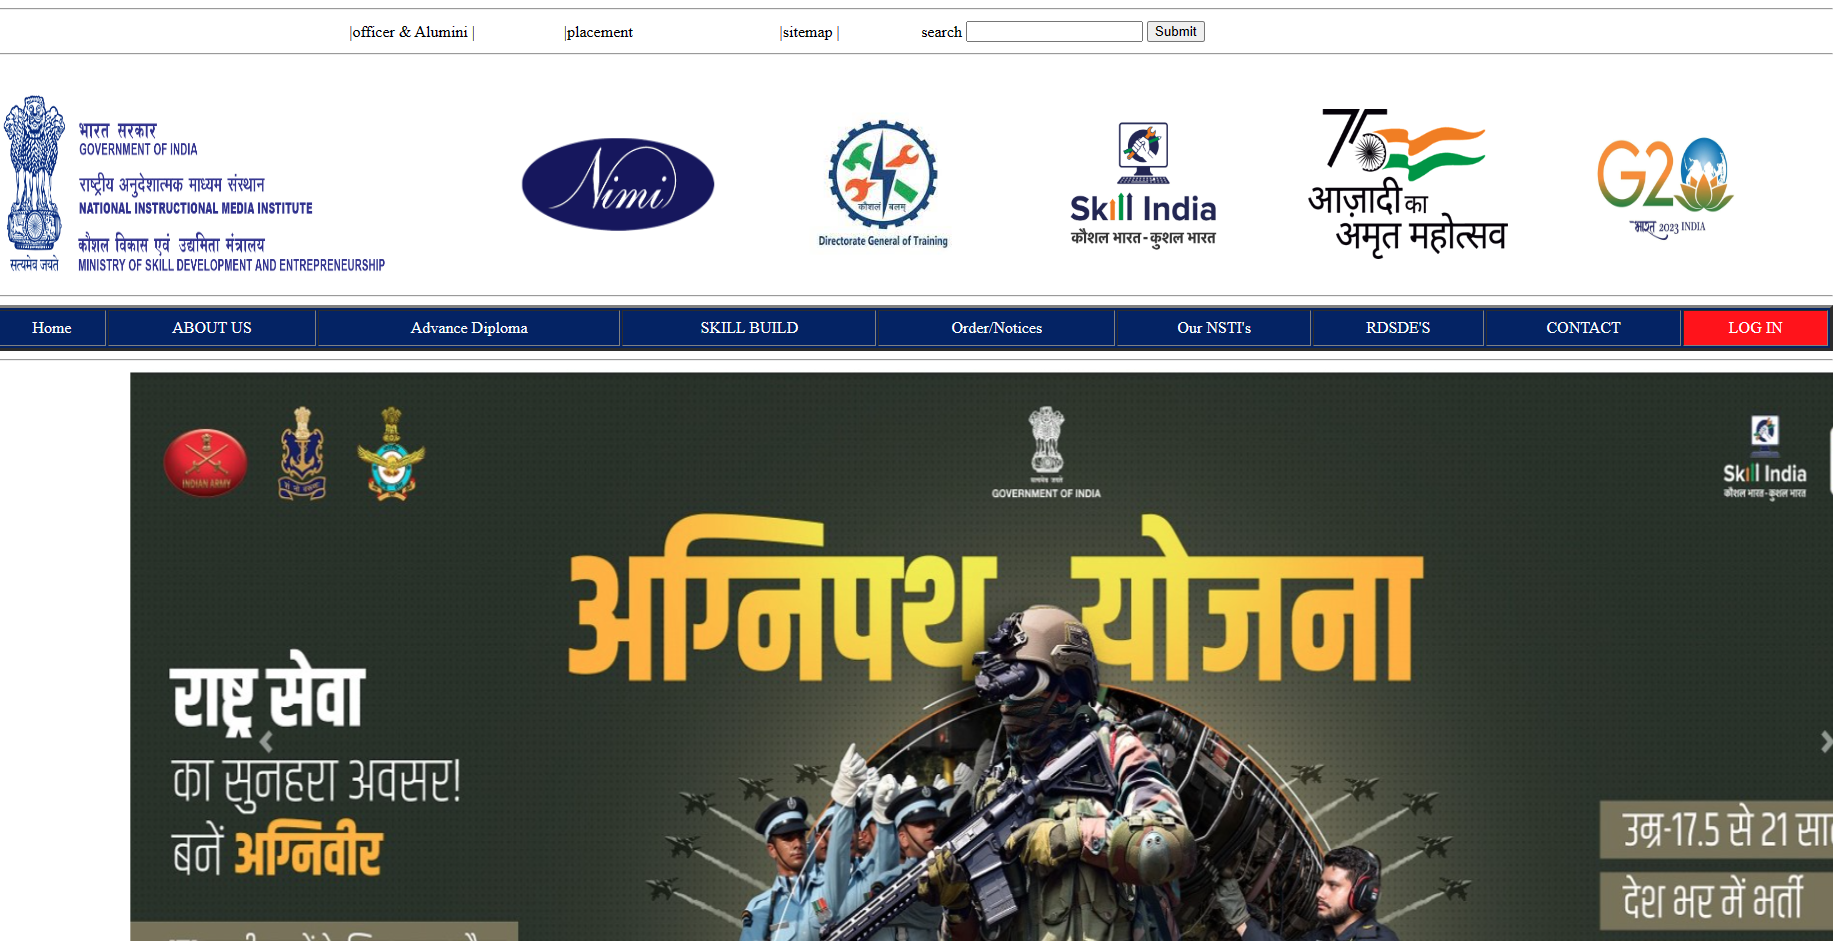 |officer & Alumini | |placement |sitemap | search Submit
भारत सरकार
GOVERNMENT OF INDIA
राष्ट्रीय अनुदेशात्मक माध्यम संस्थान
NATIONAL INSTRUCTIONAL MEDIA INSTITUTE
कौशल विकास एवं उद्यमिता मंत्रालय
MINISTRY OF SKILL DEVELOPMENT AND ENTREPRENEURSHIP
सत्यमेव जयते
Nimi
कौशलं बलम्
Directorate General of Training
Skill India
कौशल भारत-कुशल भारत
75
आज़ादी का
अमृत महोत्सव
G20
भारत 2023 INDIA
Home ABOUT US Advance Diploma SKILL BUILD Order/Notices Our NSTI's RDSDE'S CONTACT LOG IN
INDIAN ARMY
सत्यमेव जयते
GOVERNMENT OF INDIA
Skill India
कौशल भारत-कुशल भारत
अग्निपथ योजना
राष्ट्र सेवा
का सुनहरा अवसर!
बनें अग्निवीर
उम्र-17.5 से 21
देश भर में भर्ती